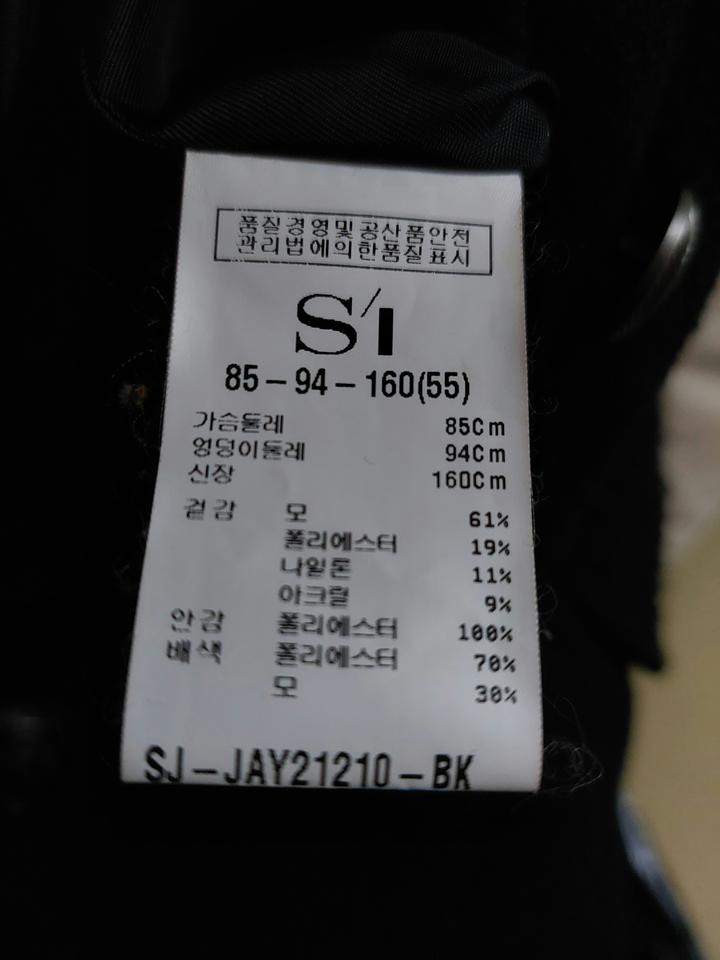 품질경영및공산품안전
관리법에의한품질표시
S'I
85-94-160(55)
가슴둘레 85Cm
엉덩이둘레 94Cm
신장 160Cm
겉감 모 61%
폴리에스터 19%
나일론 11%
아크릴 9%
안감 폴리에스터 100%
배색 폴리에스터 70%
모 30%
SJ-JAY21210-BK